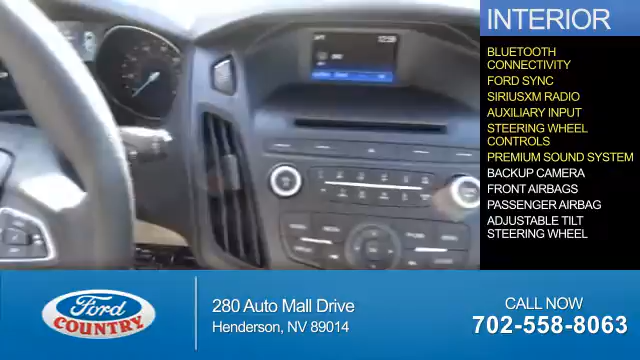 INTERIOR
BLUETOOTH
CONNECTIVITY
FORD SYNC
SIRIUSXM RADIO
AUXILIARY INPUT
STEERING WHEEL
CONTROLS
PREMIUM SOUND SYSTEM
BACKUP CAMERA
FRONT AIRBAGS
PASSENGER AIRBAG
ADJUSTABLE TILT
STEERING WHEEL
Ford
COUNTRY
280 Auto Mall Drive
Henderson, NV 89014
CALL NOW
702-558-8063